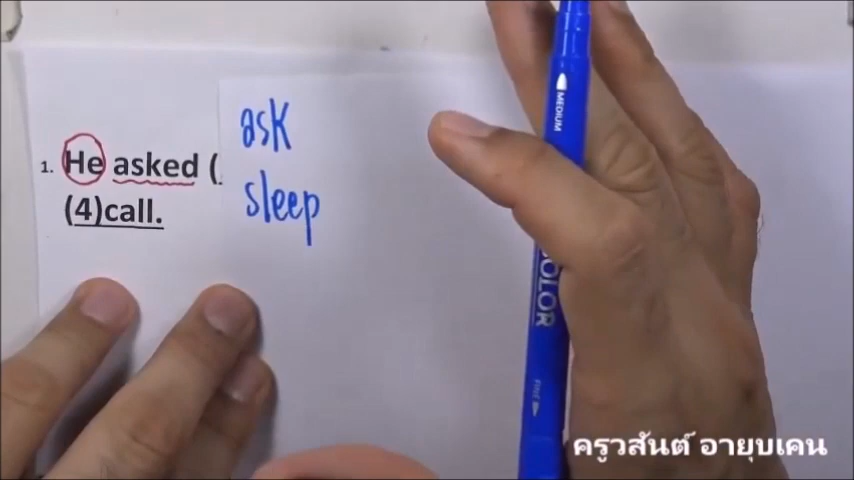 ask
1. He asked (
sleep
(4)call.
MEDIUM
COLOR
FINE
ครูวสันต์ อายุบเคน